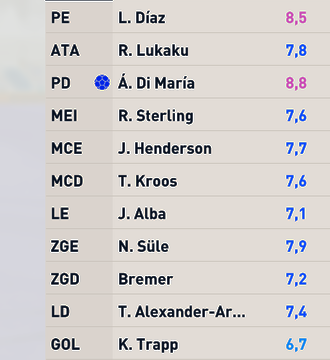 PE L. Díaz 8,5
ATA R. Lukaku 7,8
PD Á. Di María 8,8
MEI R. Sterling 7,6
MCE J. Henderson 7,7
MCD T. Kroos 7,6
LE J. Alba 7,1
ZGE N. Süle 7,9
ZGD Bremer 7,2
LD T. Alexander-Ar... 7,4
GOL K. Trapp 6,7